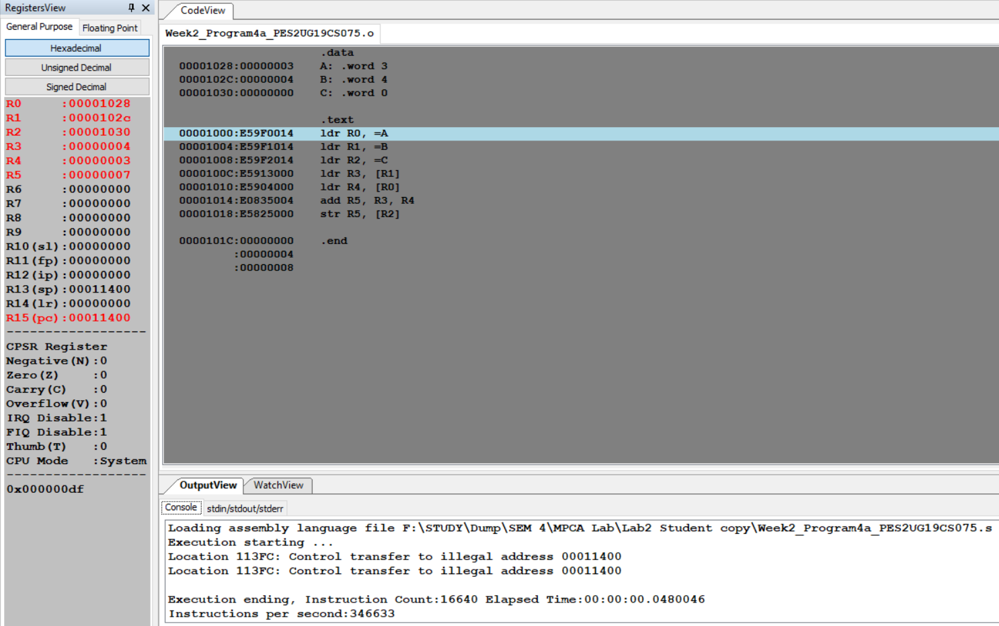 RegistersView
General Purpose
Floating Point
Hexadecimal
Unsigned Decimal
Signed Decimal
R0      :00001028
R1      :0000102c
R2      :00001030
R3      :00000004
R4      :00000003
R5      :00000007
R6      :00000000
R7      :00000000
R8      :00000000
R9      :00000000
R10(sl):00000000
R11(fp):00000000
R12(ip):00000000
R13(sp):00011400
R14(lr):00000000
R15(pc):00011400
------------------
CPSR Register
Negative(N):0
Zero(Z)    :0
Carry(C)   :0
Overflow(V):0
IRQ Disable:1
FIQ Disable:1
Thumb(T)   :0
CPU Mode   :System
------------------
0x000000df
CodeView
Week2_Program4a_PES2UG19CS075.o
.data
00001028:00000003    A: .word 3
0000102C:00000004    B: .word 4
00001030:00000000    C: .word 0
.text
00001000:E59F0014    ldr R0, =A
00001004:E59F1014    ldr R1, =B
00001008:E59F2014    ldr R2, =C
0000100C:E5913000    ldr R3, [R1]
00001010:E5904000    ldr R4, [R0]
00001014:E0835004    add R5, R3, R4
00001018:E5825000    str R5, [R2]
0000101C:00000000    .end
:00000004
:00000008
OutputView
WatchView
Console
stdin/stdout/stderr
Loading assembly language file F:\STUDY\Dump\SEM 4\MPCA Lab\Lab2 Student copy\Week2_Program4a_PES2UG19CS075.s
Execution starting ...
Location 113FC: Control transfer to illegal address 00011400
Location 113FC: Control transfer to illegal address 00011400
Execution ending, Instruction Count:16640 Elapsed Time:00:00:00.0480046
Instructions per second:346633